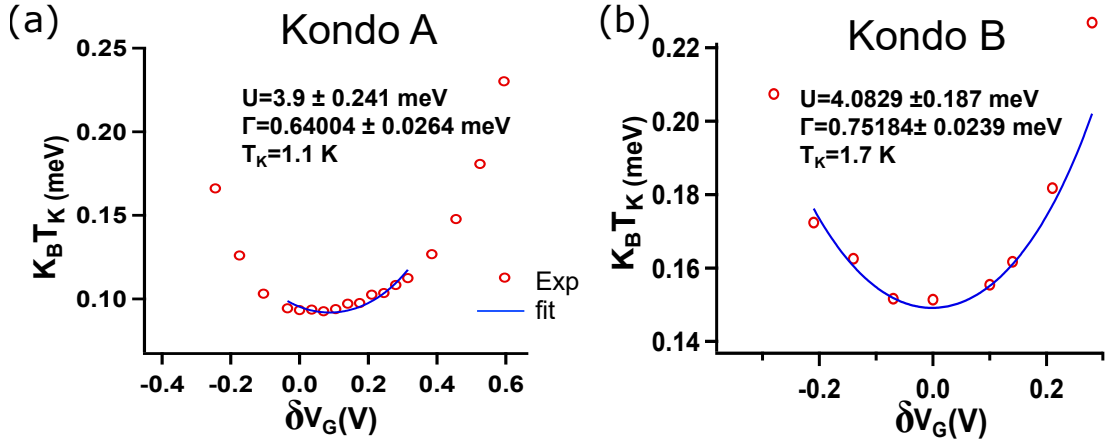 (a)
Kondo A
0.25
0.20
0.15
0.10
K_B T_K (meV)
U=3.9 ± 0.241 meV
Γ=0.64004 ± 0.0264 meV
T_K=1.1 K
Exp
fit
-0.4
-0.2
0.0
0.2
0.4
0.6
δV_G(V)
(b)
Kondo B
0.22
0.20
0.18
0.16
0.14
K_B T_K (meV)
U=4.0829 ±0.187 meV
Γ=0.75184± 0.0239 meV
T_K=1.7 K
-0.2
0.0
0.2
δV_G(V)